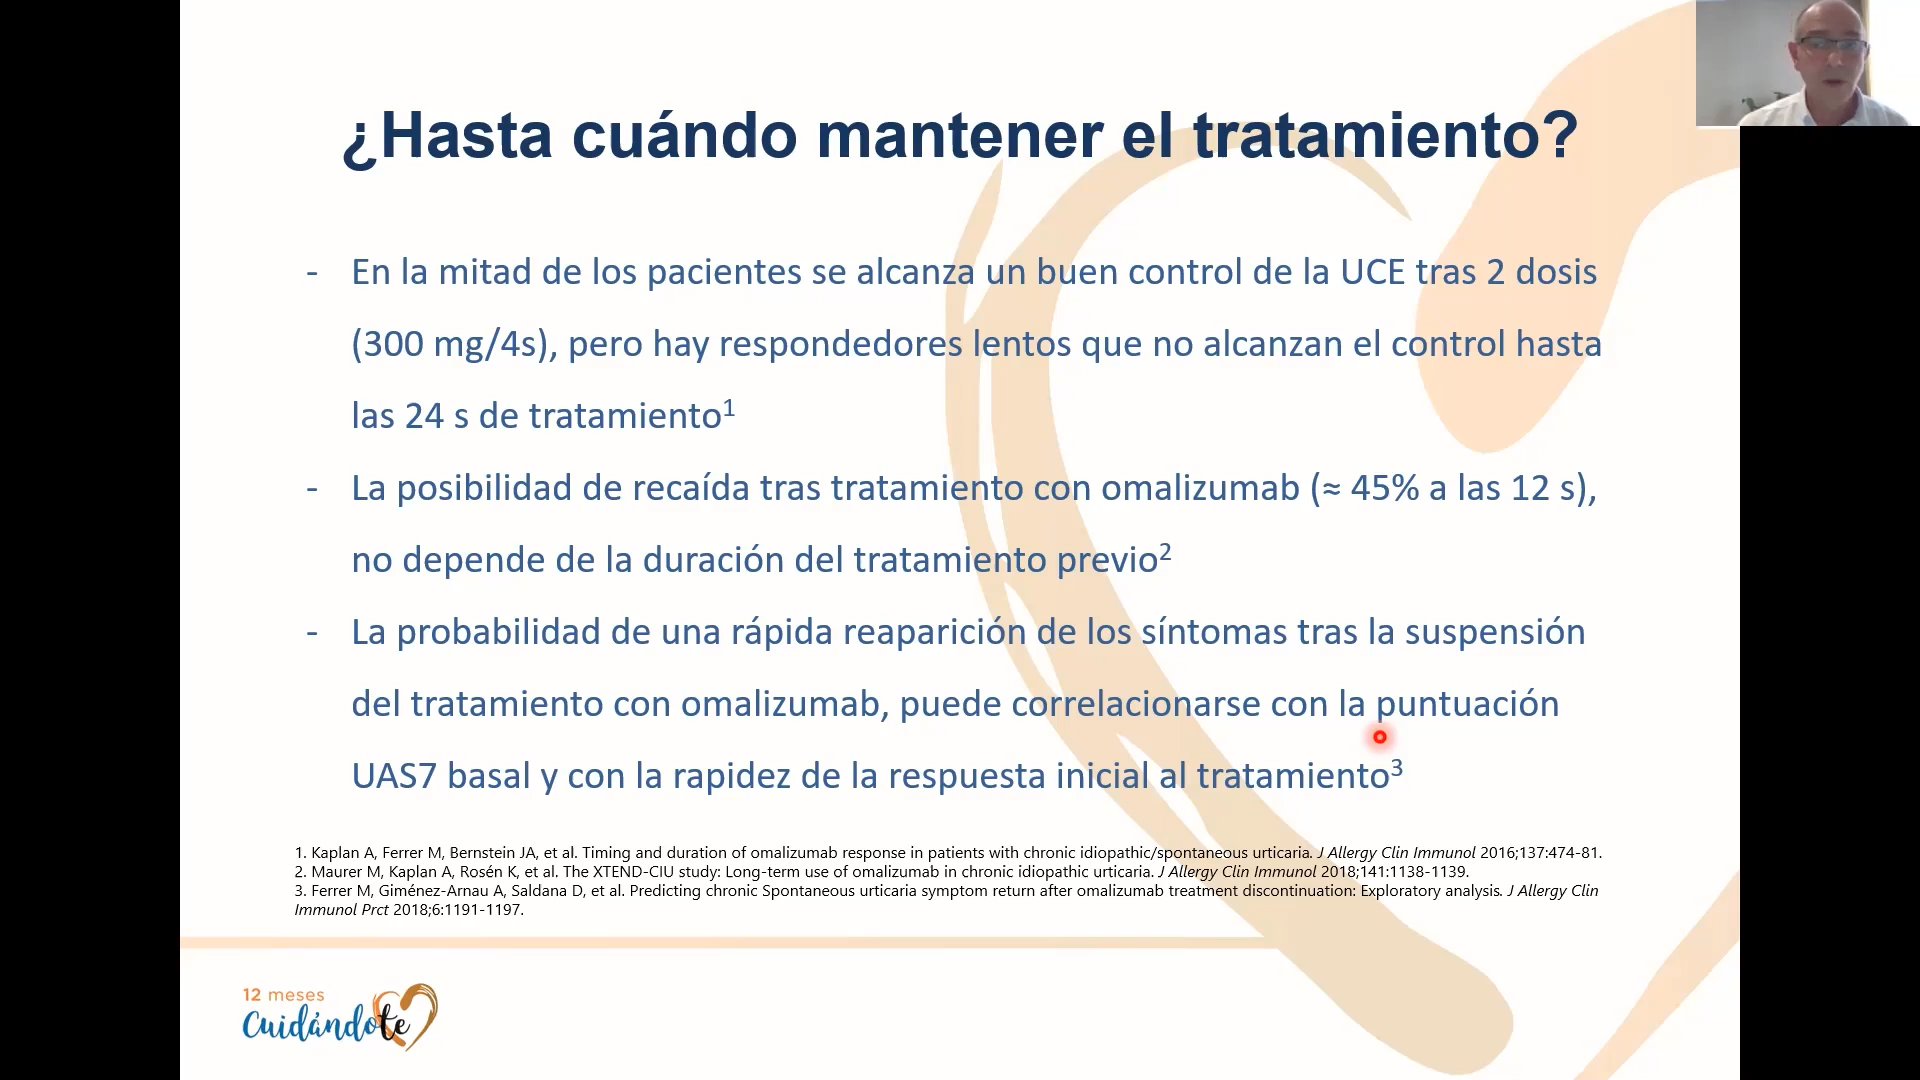 ¿Hasta cuándo mantener el tratamiento?
- En la mitad de los pacientes se alcanza un buen control de la UCE tras 2 dosis
(300 mg/4s), pero hay respondedores lentos que no alcanzan el control hasta
las 24 s de tratamiento1
- La posibilidad de recaída tras tratamiento con omalizumab (≈ 45% a las 12 s),
no depende de la duración del tratamiento previo2
- La probabilidad de una rápida reaparición de los síntomas tras la suspensión
del tratamiento con omalizumab, puede correlacionarse con la puntuación
UAS7 basal y con la rapidez de la respuesta inicial al tratamiento3
1. Kaplan A, Ferrer M, Bernstein JA, et al. Timing and duration of omalizumab response in patients with chronic idiopathic/spontaneous urticaria. J Allergy Clin Immunol 2016;137:474-81.
2. Maurer M, Kaplan A, Rosén K, et al. The XTEND-CIU study: Long-term use of omalizumab in chronic idiopathic urticaria. J Allergy Clin Immunol 2018;141:1138-1139.
3. Ferrer M, Giménez-Arnau A, Saldana D, et al. Predicting chronic Spontaneous urticaria symptom return after omalizumab treatment discontinuation: Exploratory analysis. J Allergy Clin
Immunol Prct 2018;6:1191-1197.
12 meses
Cuidándote